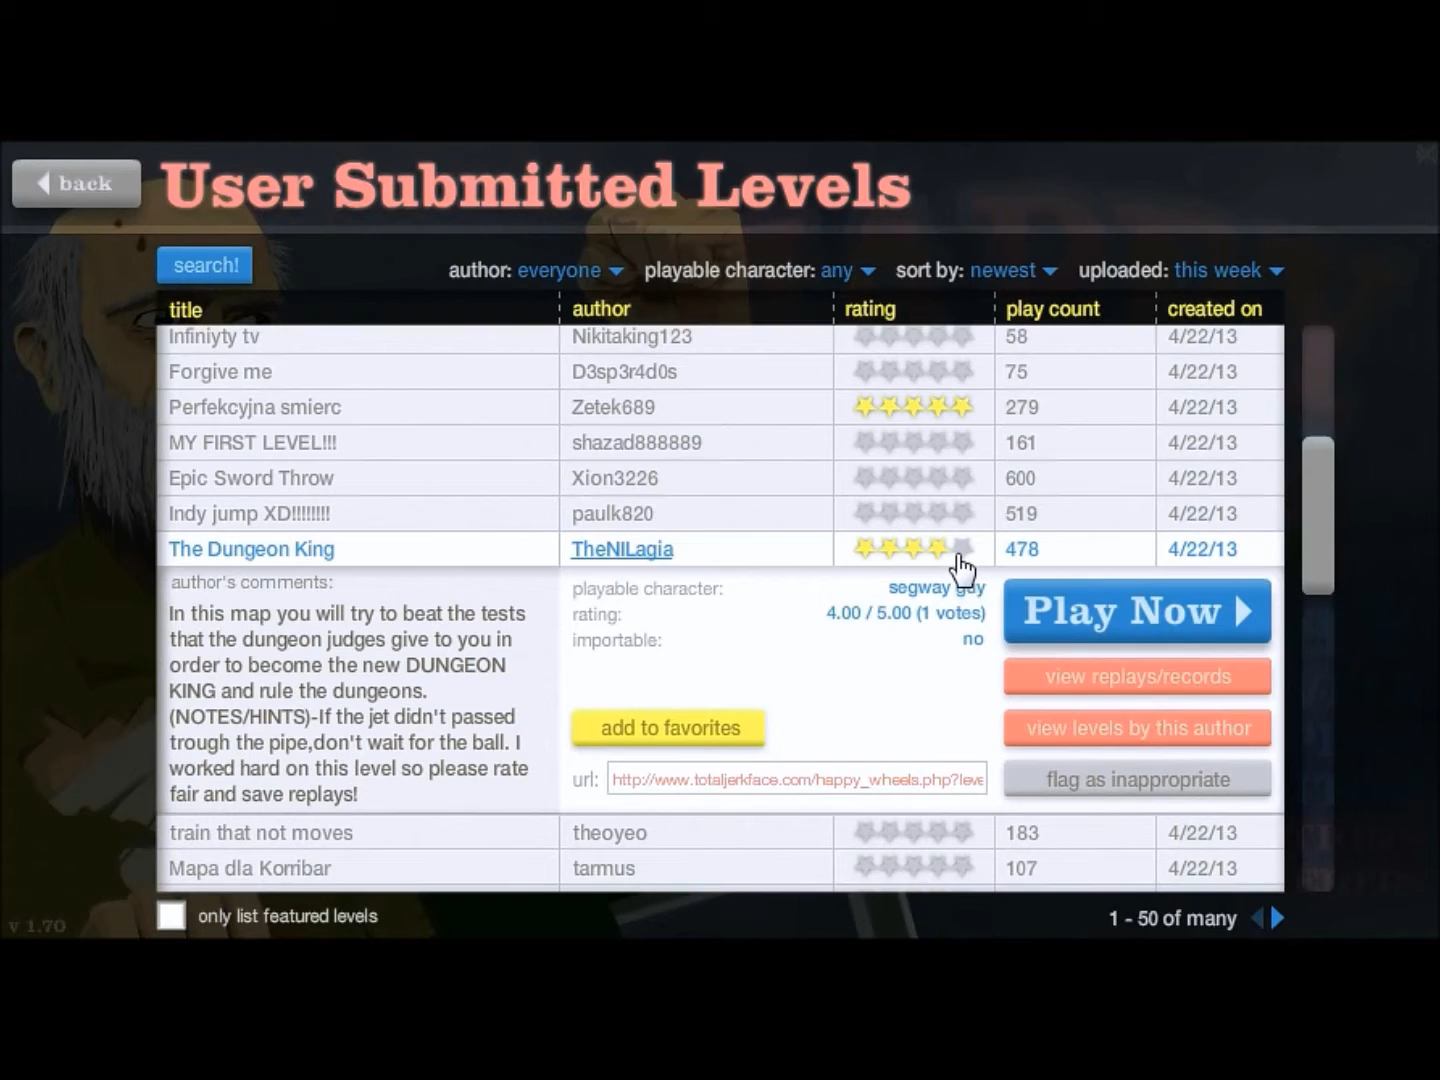 back
User Submitted Levels
search!
author: everyone playable character: any sort by: newest uploaded: this week
title author rating play count created on
Infiniyty tv Nikitaking123 58 4/22/13
Forgive me D3sp3r4d0s 75 4/22/13
Perfekcyjna smierc Zetek689 279 4/22/13
MY FIRST LEVEL!!! shazad888889 161 4/22/13
Epic Sword Throw Xion3226 600 4/22/13
Indy jump XD!!!!!!!! paulk820 519 4/22/13
The Dungeon King TheNILagia 478 4/22/13
author's comments:
In this map you will try to beat the tests
that the dungeon judges give to you in
order to become the new DUNGEON
KING and rule the dungeons.
(NOTES/HINTS)-If the jet didn't passed
trough the pipe,don't wait for the ball. I
worked hard on this level so please rate
fair and save replays!
playable character: segway guy
rating: 4.00 / 5.00 (1 votes)
importable: no
add to favorites
url: http://www.totaljerkface.com/happy_wheels.php?leve
Play Now
view replays/records
view levels by this author
flag as inappropriate
train that not moves theoyeo 183 4/22/13
Mapa dla Korribar tarmus 107 4/22/13
only list featured levels
1 - 50 of many
v 1.70